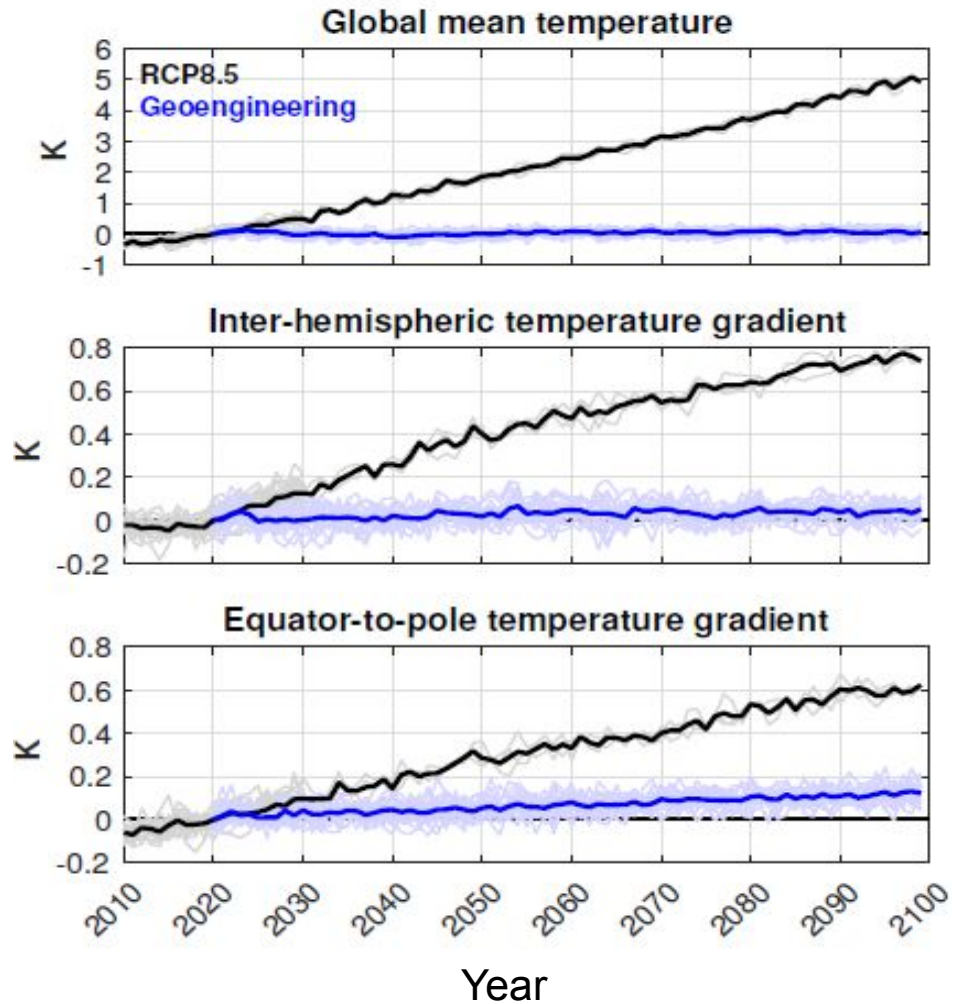 Global mean temperature
6
5
4
3
2
1
0
-1
K
RCP8.5
Geoengineering
Inter-hemispheric temperature gradient
0.8
0.6
0.4
0.2
0
-0.2
K
Equator-to-pole temperature gradient
0.8
0.6
0.4
0.2
0
-0.2
K
2010 2020 2030 2040 2050 2060 2070 2080 2090 2100
Year